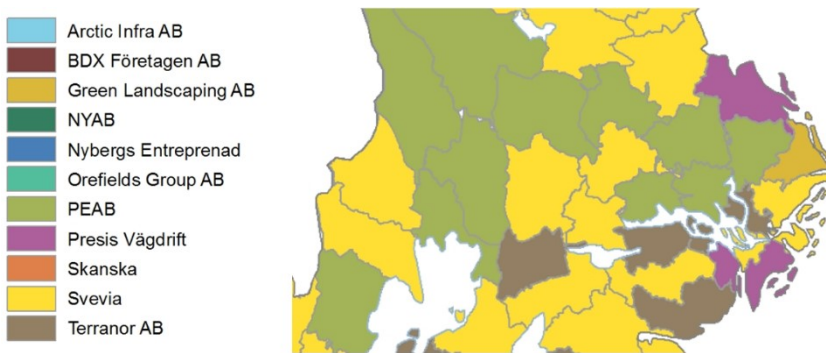 Arctic Infra AB
BDX Företagen AB
Green Landscaping AB
NYAB
Nybergs Entreprenad
Orefields Group AB
PEAB
Presis Vägdrift
Skanska
Svevia
Terranor AB